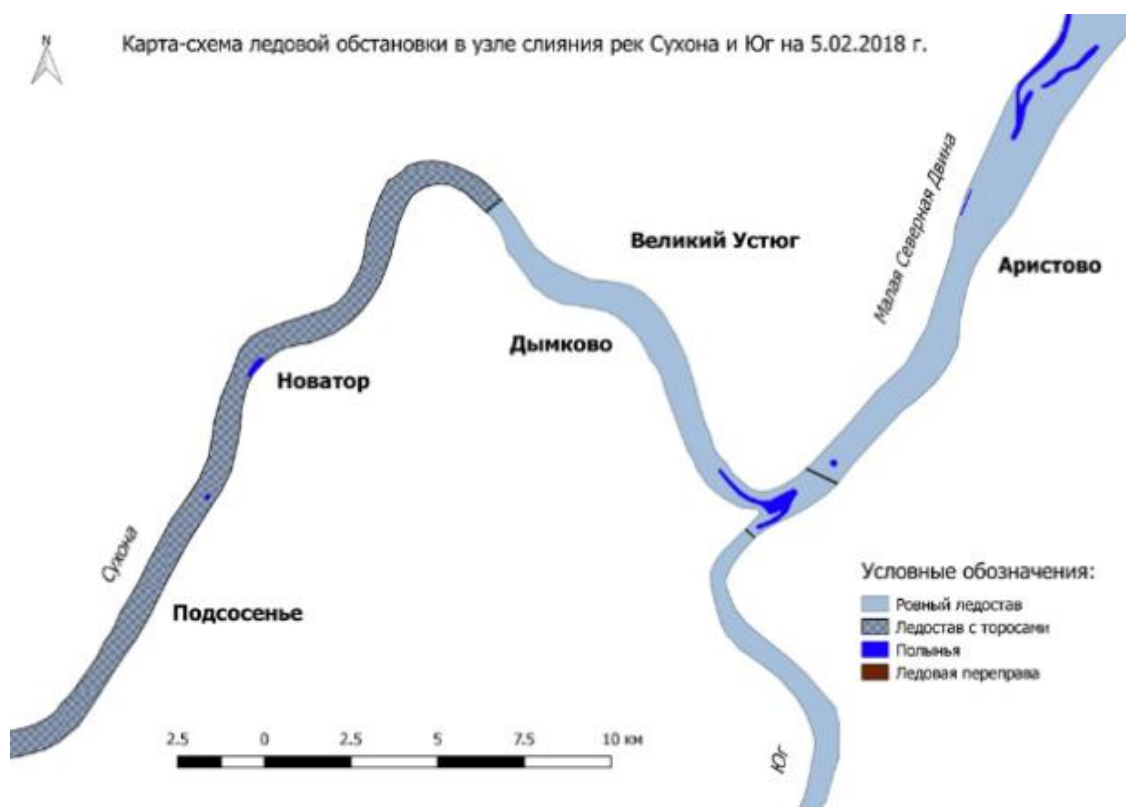 N
Карта-схема ледовой обстановки в узле слияния рек Сухона и Юг на 5.02.2018 г.
Малая Северная Двина
Великий Устюг
Аристово
Дымково
Новатор
Сухона
Подсосенье
Юг
Условные обозначения:
Ровный ледостав
Ледостав с торосами
Полынья
Ледовая переправа
2.5 0 2.5 5 7.5 10 км